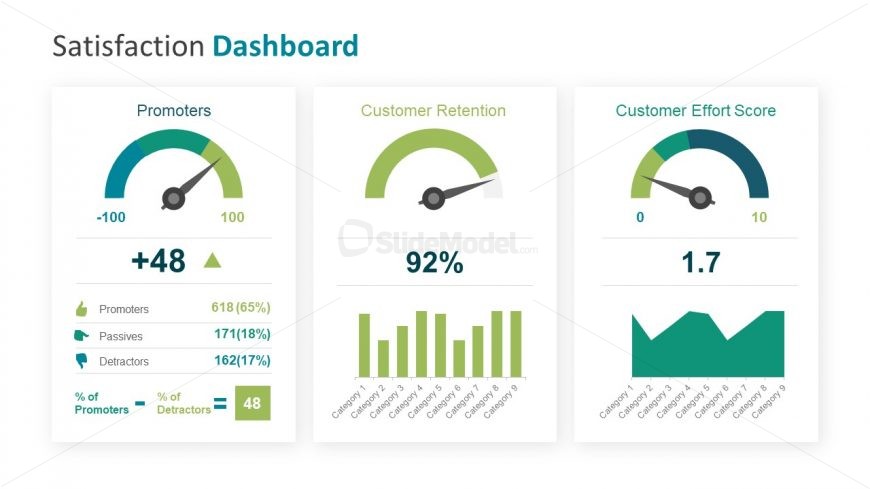 Satisfaction Dashboard
Promoters
-100 100
+48
Promoters 618 (65%)
Passives 171(18%)
Detractors 162(17%)
% of
Promoters
-
% of
Detractors
=
48
Customer Retention
92%
Category 1
Category 2
Category 3
Category 4
Category 5
Category 6
Category 7
Category 8
Category 9
Customer Effort Score
0 10
1.7
Category 1
Category 2
Category 3
Category 4
Category 5
Category 6
Category 7
Category 8
Category 9
SlideModel.com